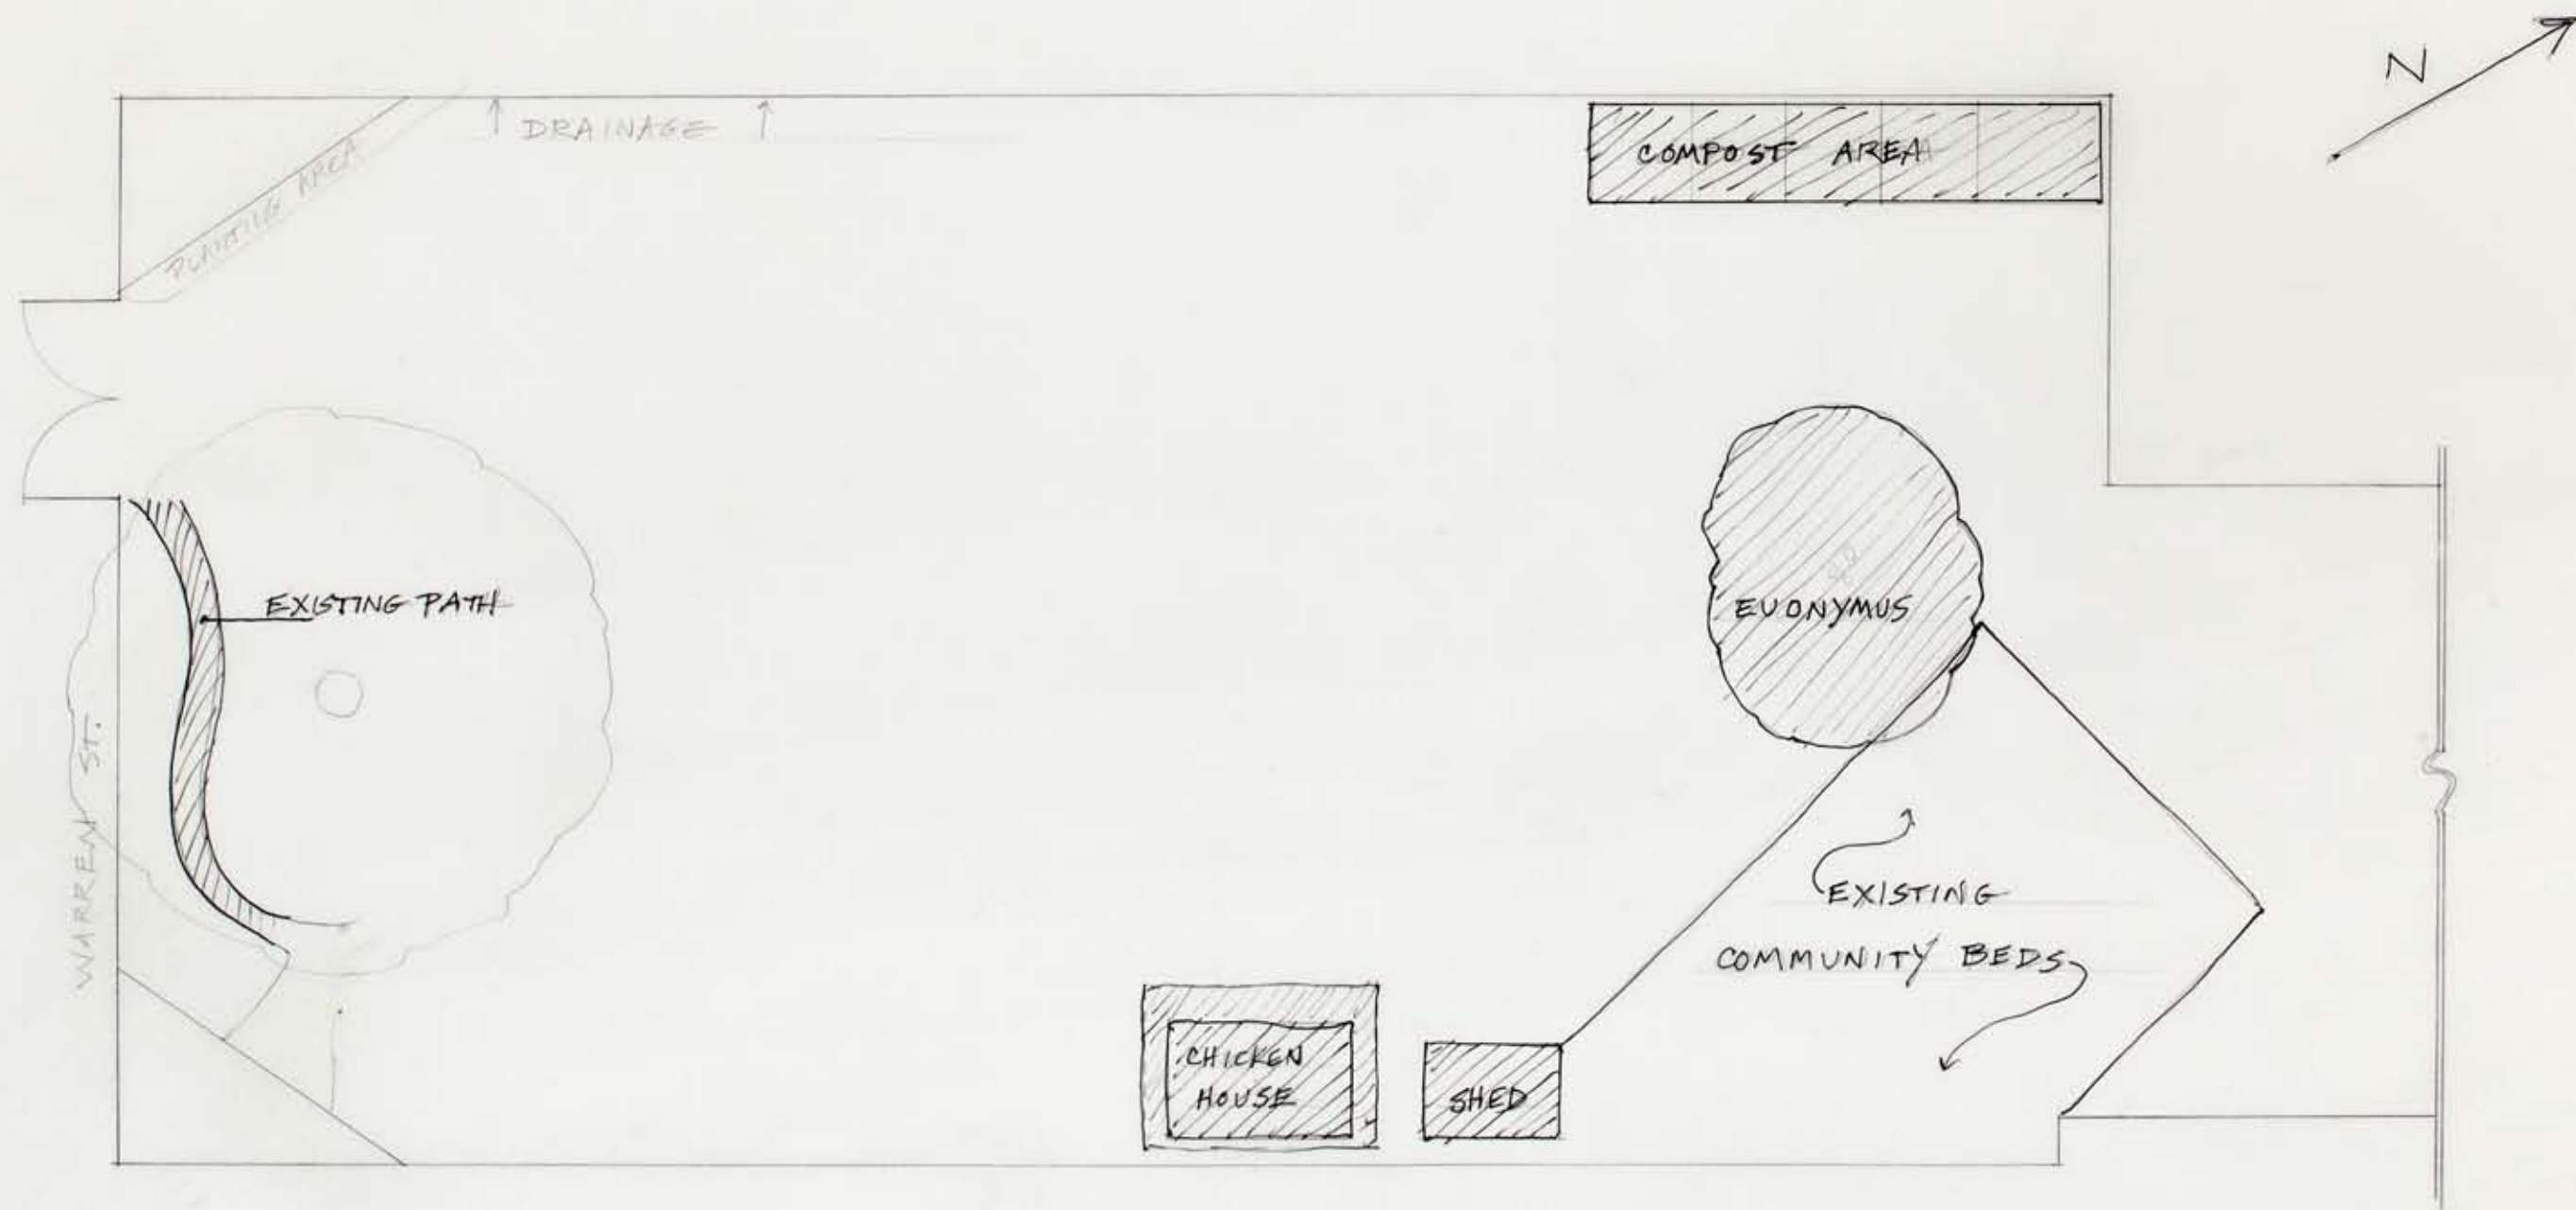 N
DRAINAGE
COMPOST AREA
PLANTING AREA
EXISTING PATH
EUONYMUS
WARREN ST.
EXISTING
COMMUNITY BEDS
CHICKEN
HOUSE
SHED